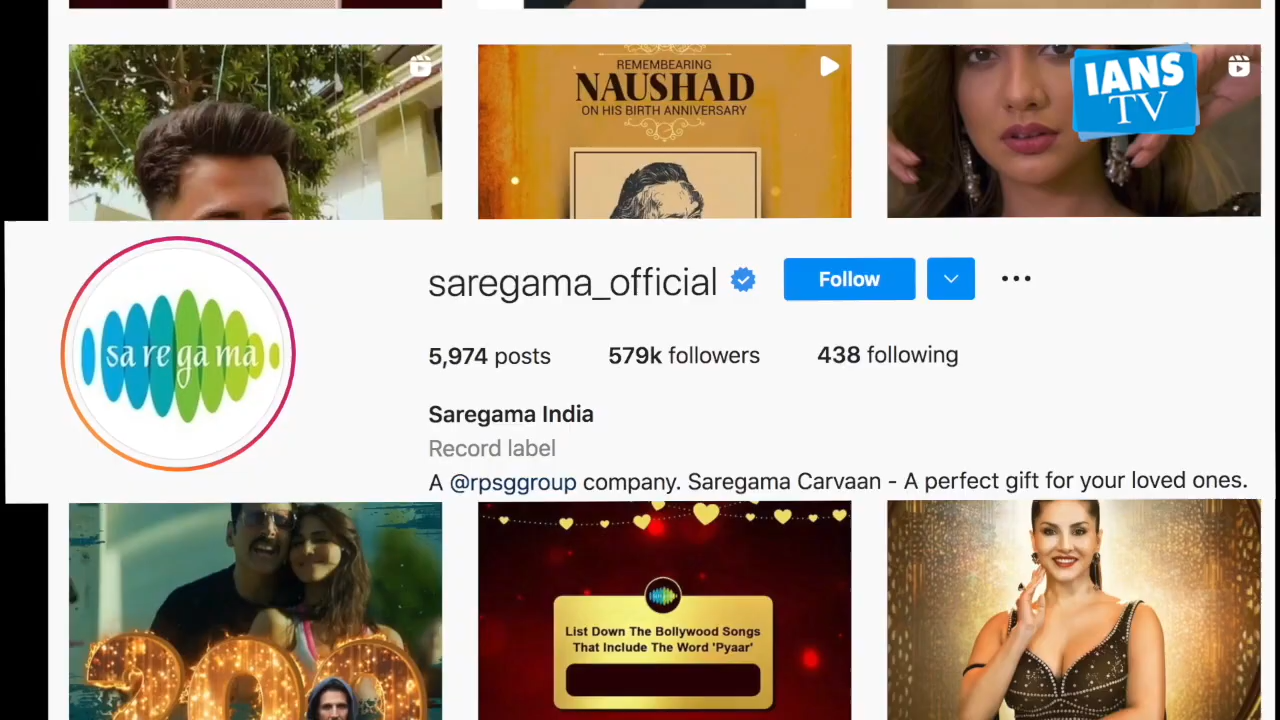 REMEMBERING
NAUSHAD
ON HIS BIRTH ANNIVERSARY
IANS
TV
sa re ga ma
saregama_official
Follow
5,974 posts 579k followers 438 following
Saregama India
Record label
A @rpsggroup company. Saregama Carvaan - A perfect gift for your loved ones.
200
List Down The Bollywood Songs
That Include The Word 'Pyaar'